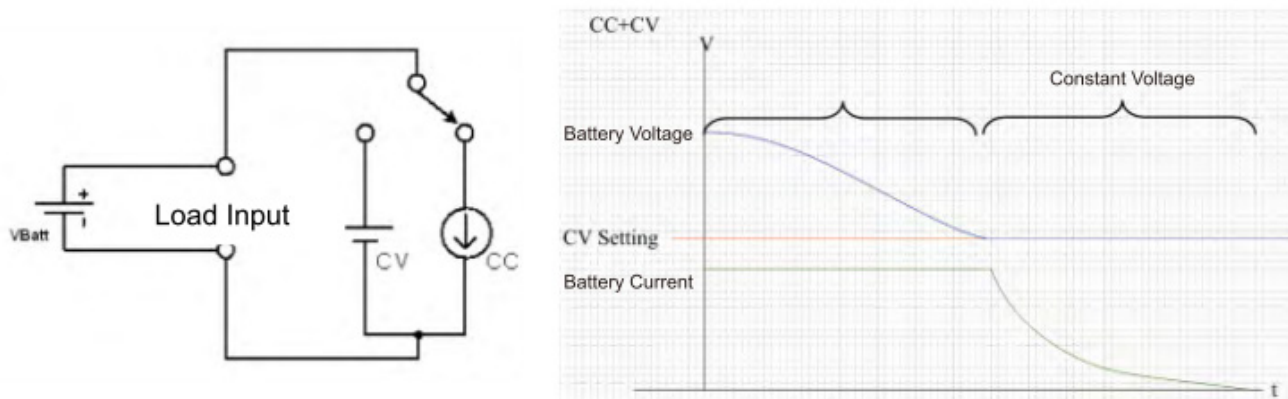 VBatt
+
-
Load Input
CV
CC
CC+CV
V
Constant Voltage
Battery Voltage
CV Setting
Battery Current
t